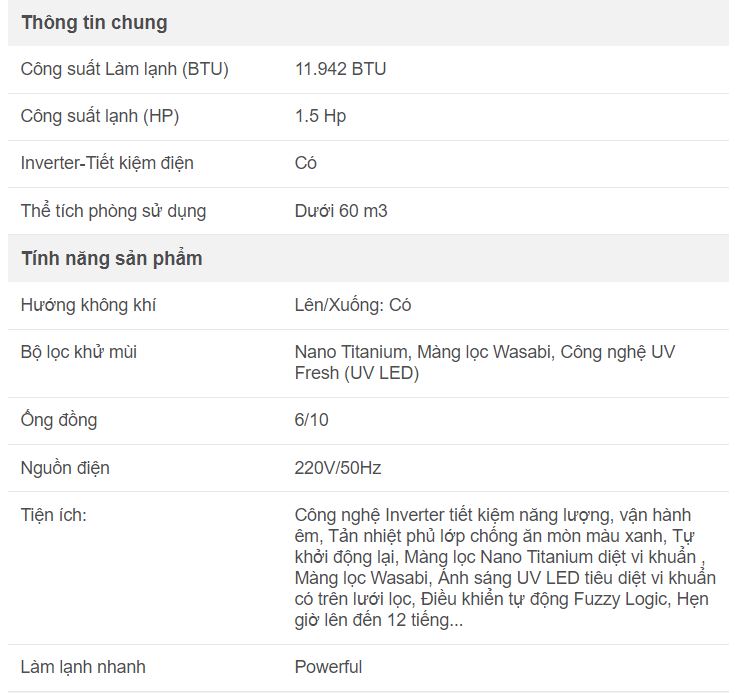 Thông tin chung
Công suất Làm lạnh (BTU) 11.942 BTU
Công suất lạnh (HP) 1.5 Hp
Inverter-Tiết kiệm điện Có
Thể tích phòng sử dụng Dưới 60 m3
Tính năng sản phẩm
Hướng không khí Lên/Xuống: Có
Bộ lọc khử mùi Nano Titanium, Màng lọc Wasabi, Công nghệ UV
Fresh (UV LED)
Ống đồng 6/10
Nguồn điện 220V/50Hz
Tiện ích: Công nghệ Inverter tiết kiệm năng lượng, vận hành
êm, Tản nhiệt phủ lớp chống ăn mòn màu xanh, Tự
khởi động lại, Màng lọc Nano Titanium diệt vi khuẩn ,
Màng lọc Wasabi, Ánh sáng UV LED tiêu diệt vi khuẩn
có trên lưới lọc, Điều khiển tự động Fuzzy Logic, Hẹn
giờ lên đến 12 tiếng...
Làm lạnh nhanh Powerful